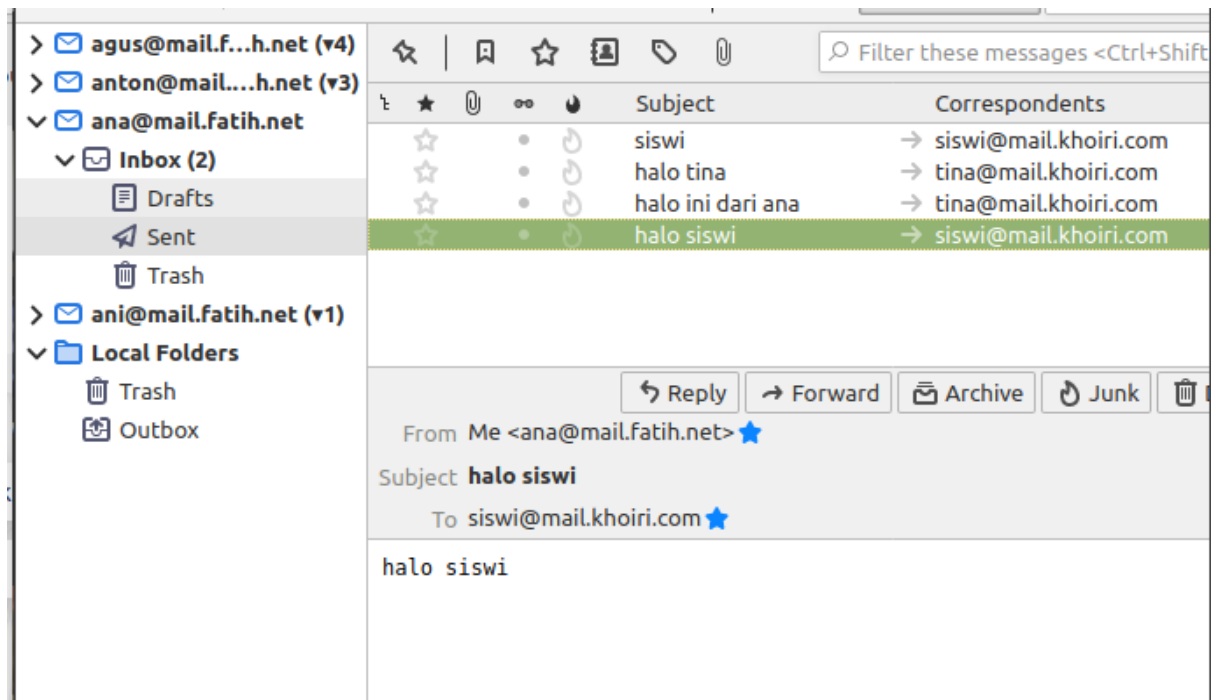 agus@mail.f...h.net (▾4)
anton@mail....h.net (▾3)
ana@mail.fatih.net
Inbox (2)
Drafts
Sent
Trash
ani@mail.fatih.net (▾1)
Local Folders
Trash
Outbox
Filter these messages <Ctrl+Shift
Subject Correspondents
siswi → siswi@mail.khoiri.com
halo tina → tina@mail.khoiri.com
halo ini dari ana → tina@mail.khoiri.com
halo siswi → siswi@mail.khoiri.com
Reply Forward Archive Junk
From Me <ana@mail.fatih.net>
Subject halo siswi
To siswi@mail.khoiri.com
halo siswi